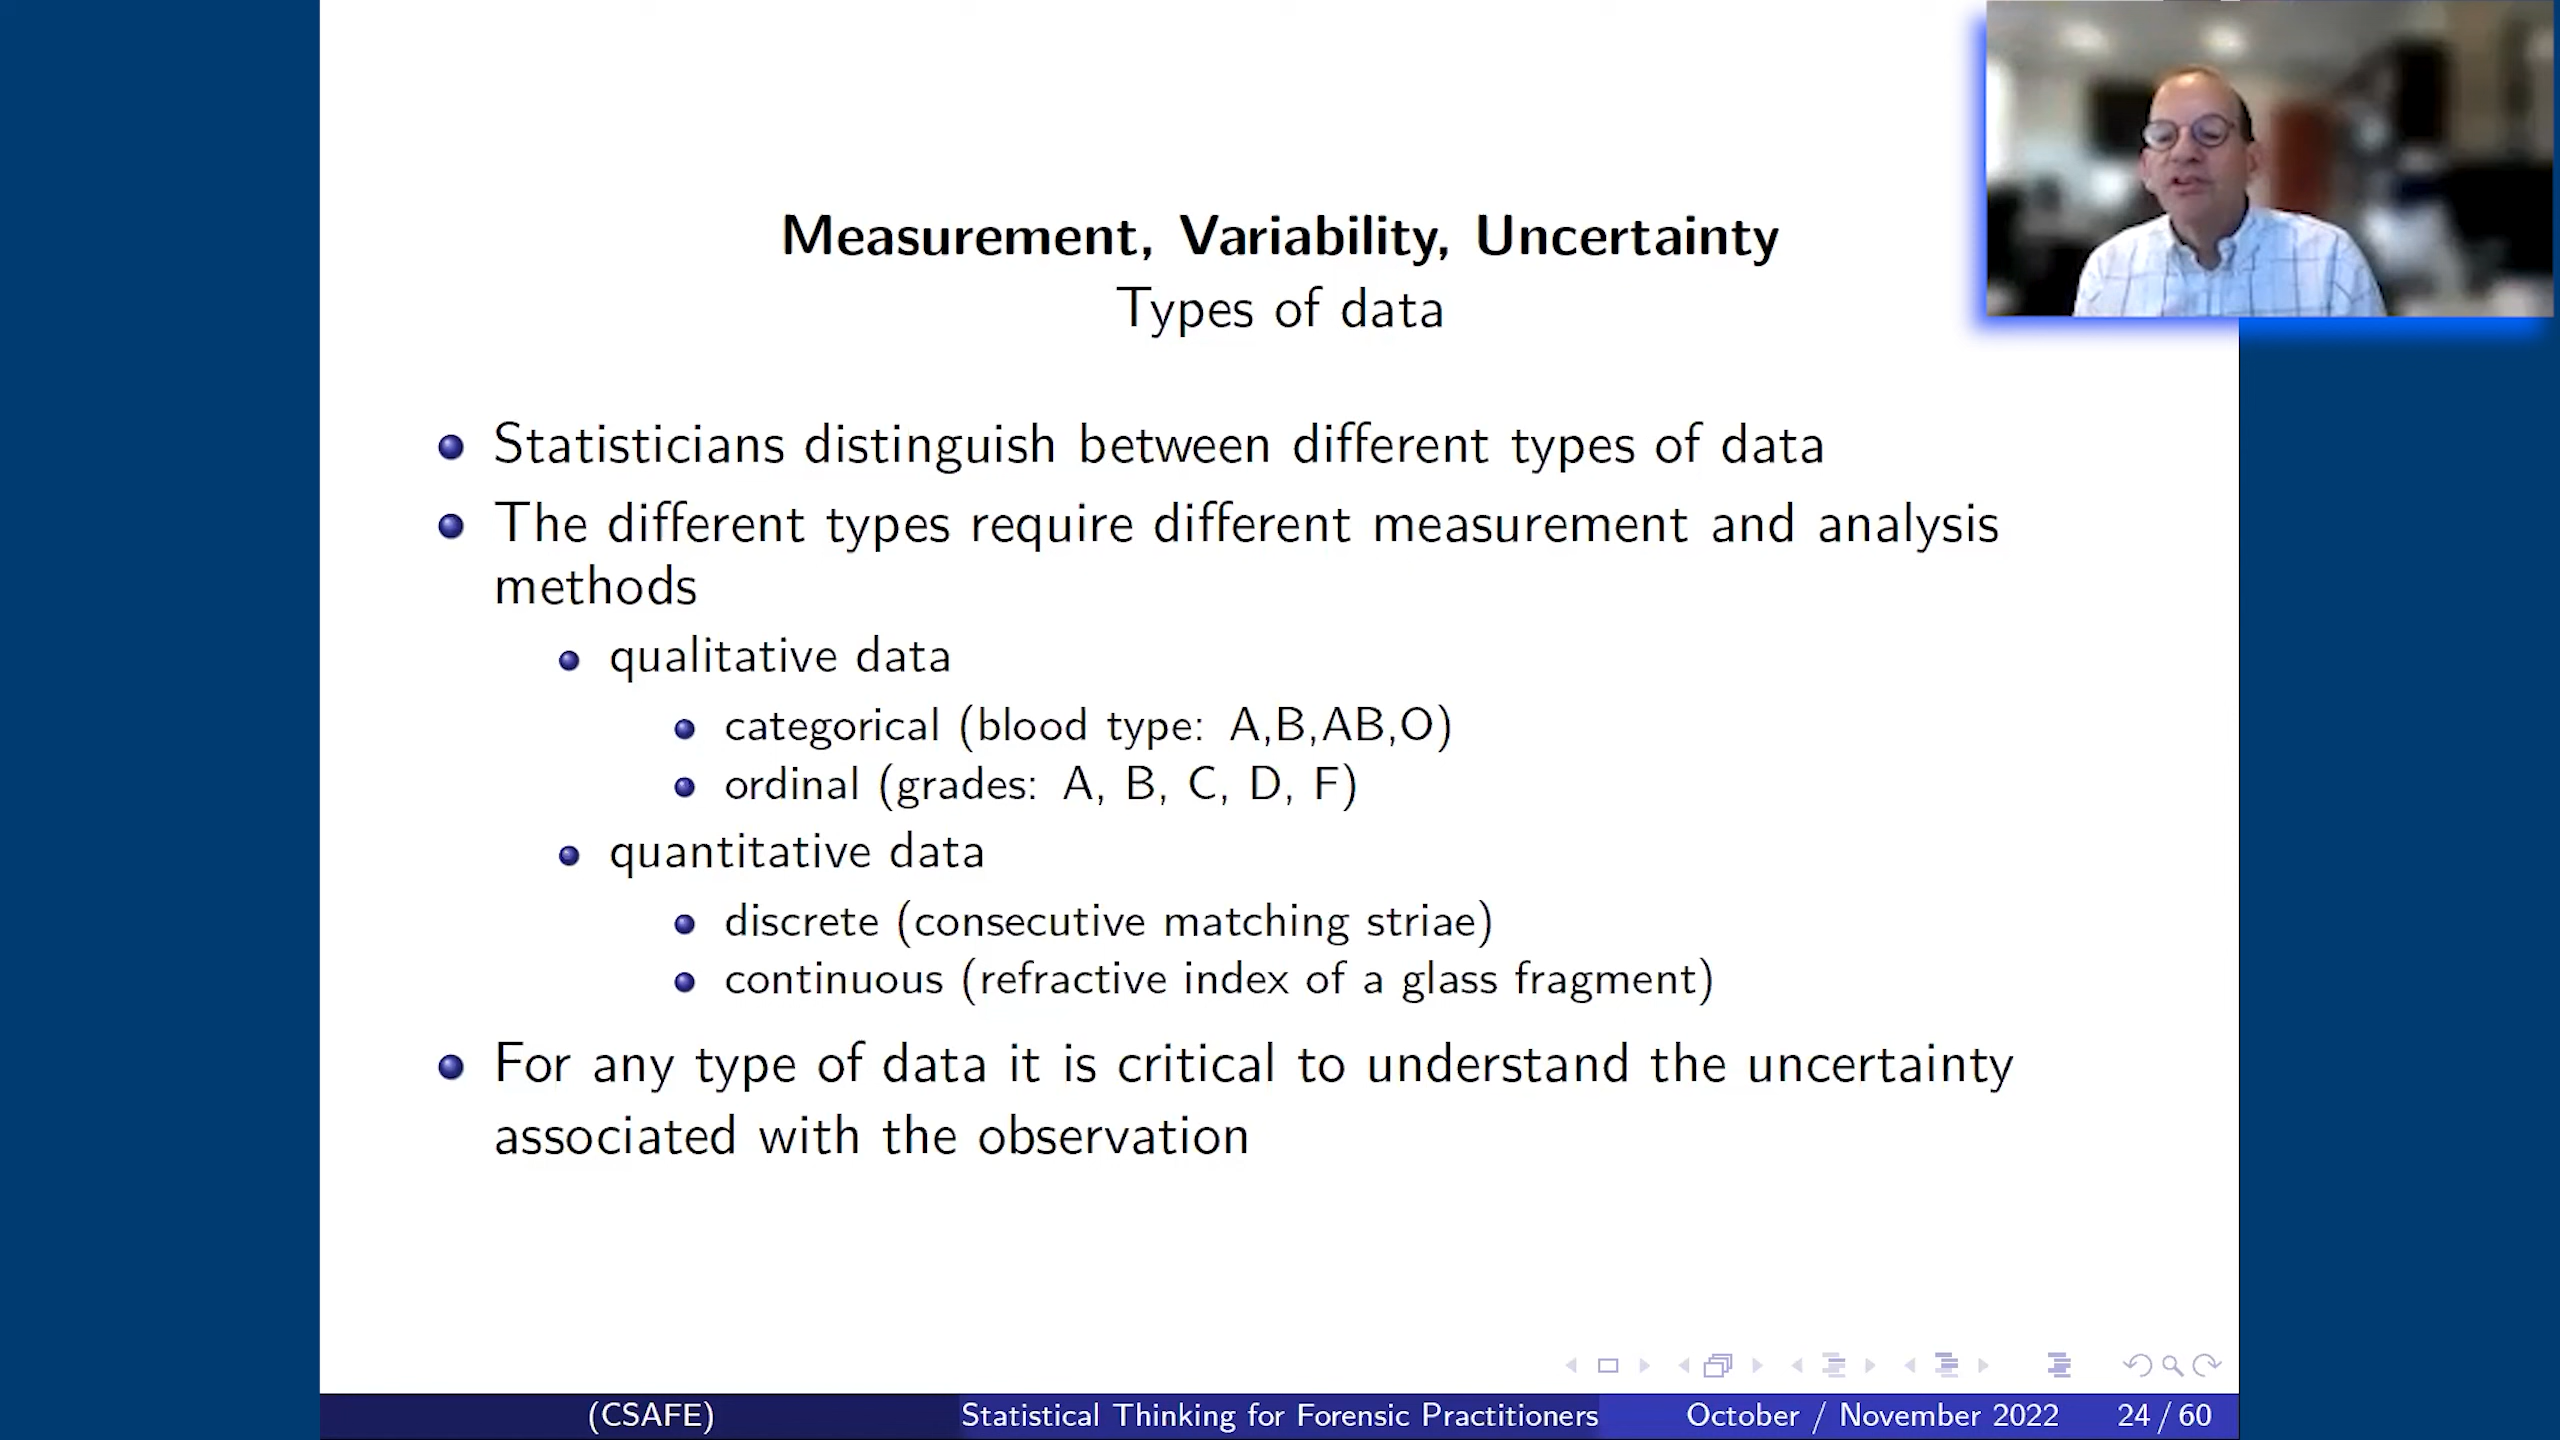 Measurement, Variability, Uncertainty
Types of data
Statisticians distinguish between different types of data
The different types require different measurement and analysis
methods
qualitative data
categorical (blood type: A,B,AB,O)
ordinal (grades: A, B, C, D, F)
quantitative data
discrete (consecutive matching striae)
continuous (refractive index of a glass fragment)
For any type of data it is critical to understand the uncertainty
associated with the observation
(CSAFE) Statistical Thinking for Forensic Practitioners October / November 2022 24 / 60